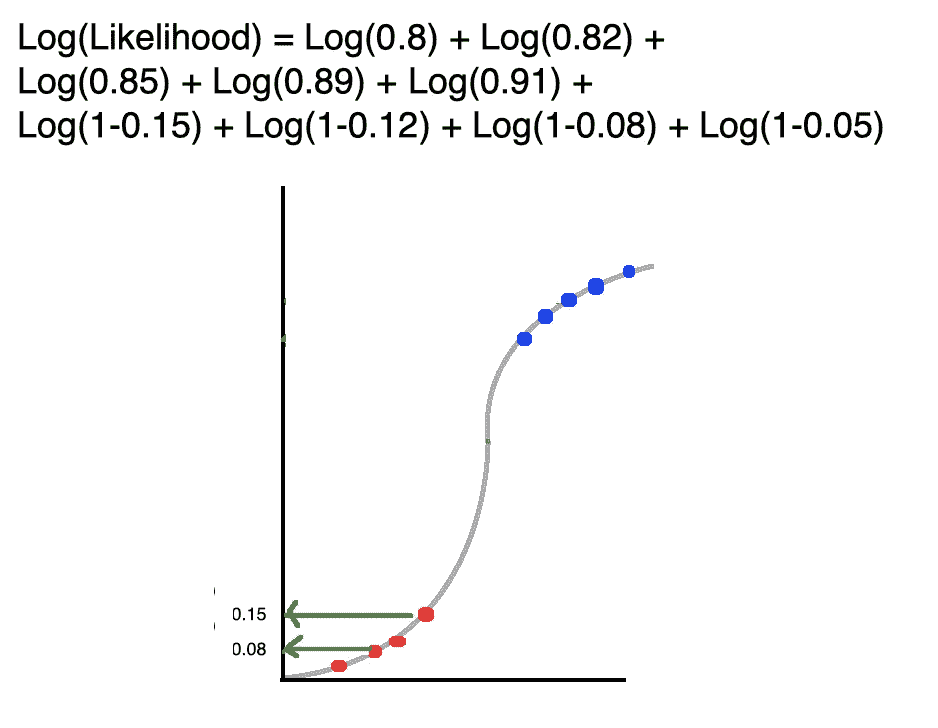 Log(Likelihood) = Log(0.8) + Log(0.82) +
Log(0.85) + Log(0.89) + Log(0.91) +
Log(1-0.15) + Log(1-0.12) + Log(1-0.08) + Log(1-0.05)
0.15
0.08